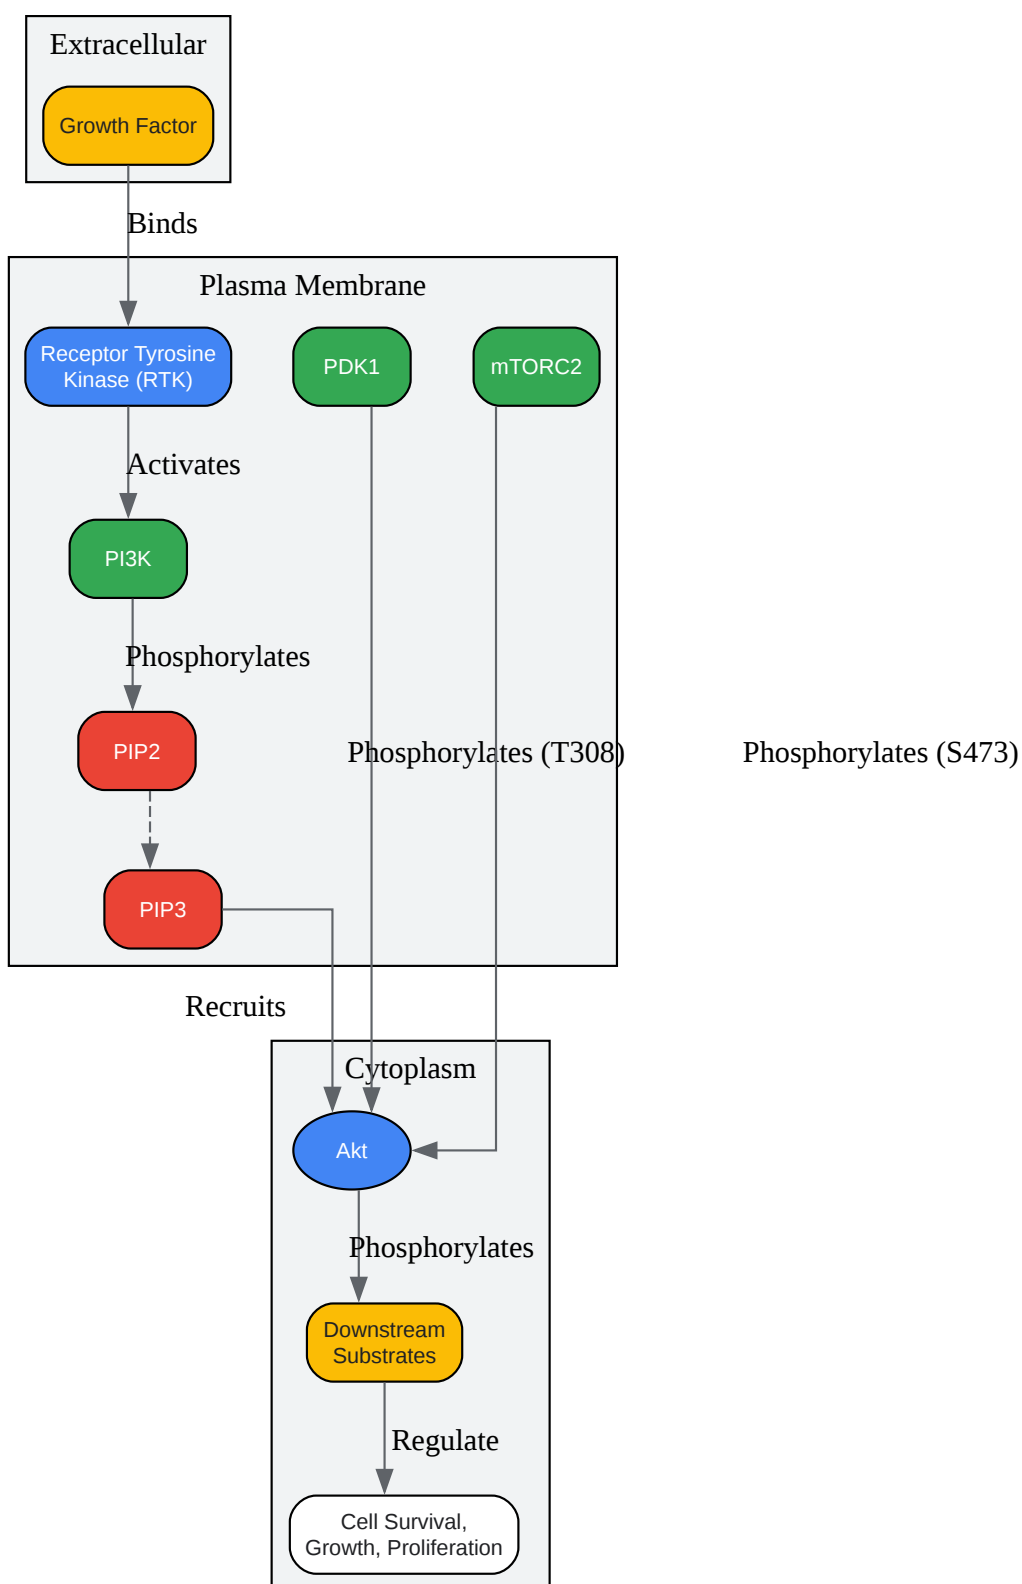 Extracellular
Growth Factor
Binds
Plasma Membrane
Receptor Tyrosine
Kinase (RTK)
PDK1
mTORC2
Activates
PI3K
Phosphorylates
PIP2
Phosphorylates (T308)
Phosphorylates (S473)
PIP3
Recruits
Cytoplasm
Akt
Phosphorylates
Downstream
Substrates
Regulate
Cell Survival,
Growth, Proliferation